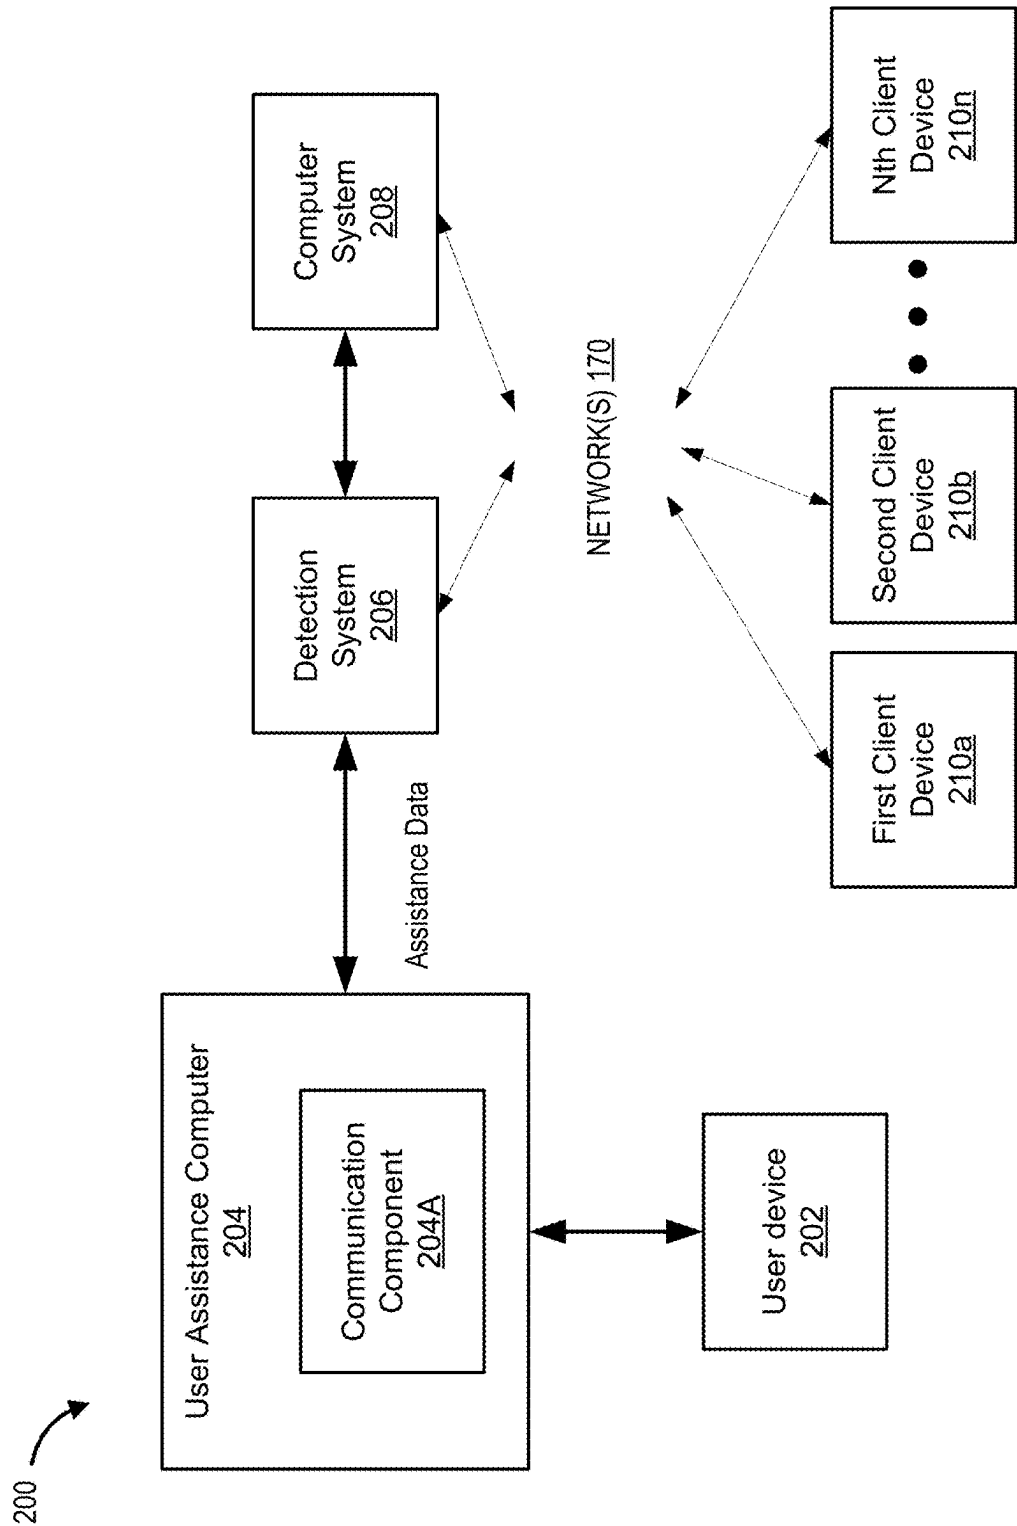 200
User Assistance Computer
204
Communication
Component
204A
User device
202
Assistance Data
Detection
System
206
Computer
System
208
NETWORK(S) 170
First Client
Device
210a
Second Client
Device
210b
Nth Client
Device
210n